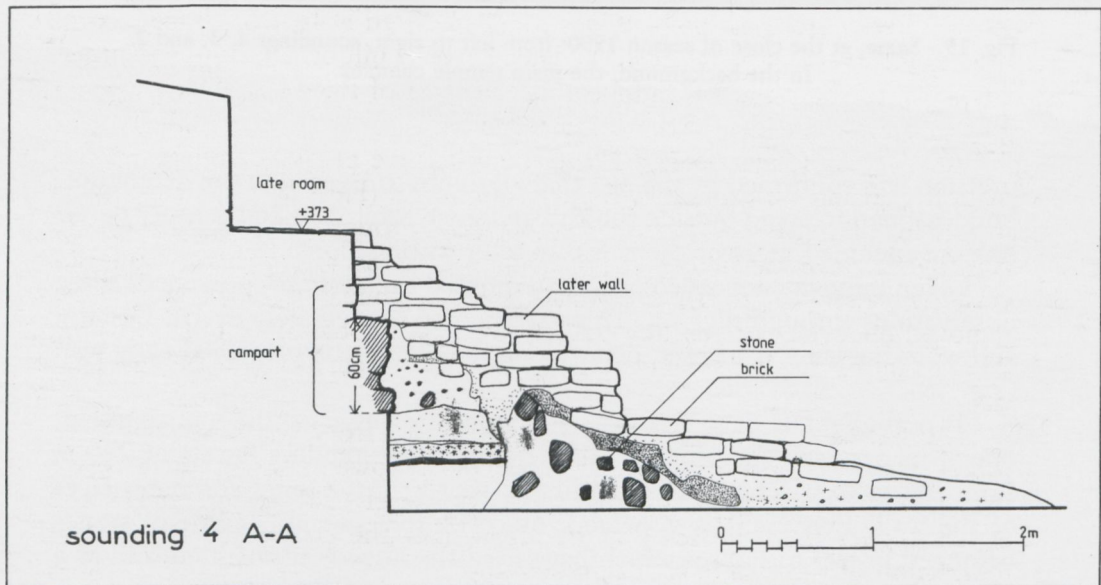 late room
+373
later wall
rampart
60cm
stone
brick
sounding 4 A-A
0 1 2m